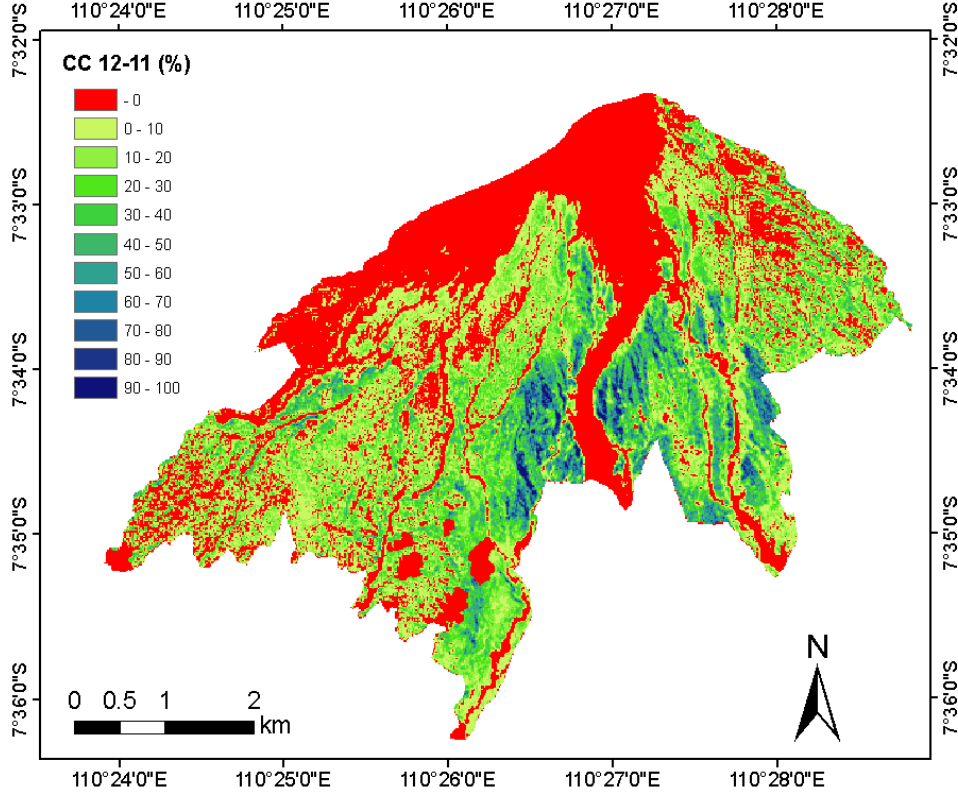 110°24'0"S 110°25'0"S 110°26'0"S 110°27'0"S 110°28'0"S
7°32'0"S 7°32'0"S
CC 12-11 (%)
- 0
0 - 10
10 - 20
20 - 30
30 - 40
40 - 50
50 - 60
60 - 70
70 - 80
80 - 90
90 - 100
7°33'0"S 7°33'0"S
7°34'0"S 7°34'0"S
7°35'0"S 7°35'0"S
7°36'0"S 7°36'0"S
N
0 0.5 1 2
km
110°24'0"E 110°25'0"E 110°26'0"E 110°27'0"E 110°28'0"E